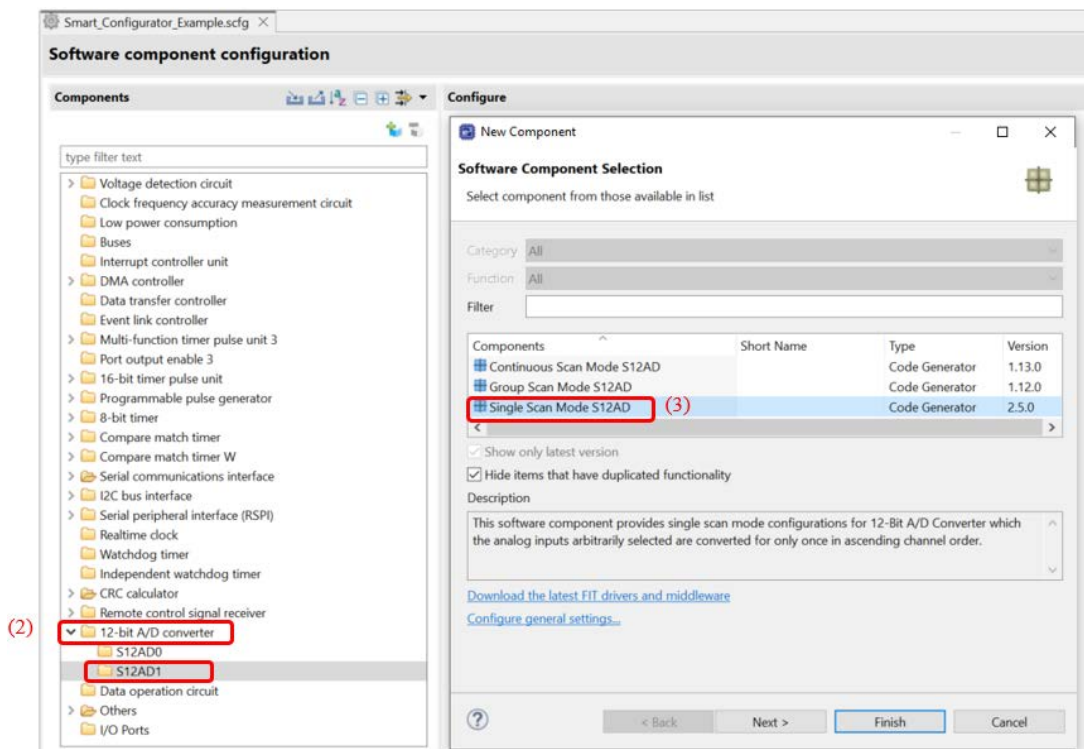 Smart_Configurator_Example.scfg
Software component configuration
Components
Configure
type filter text
Voltage detection circuit
Clock frequency accuracy measurement circuit
Low power consumption
Buses
Interrupt controller unit
DMA controller
Data transfer controller
Event link controller
Multi-function timer pulse unit 3
Port output enable 3
16-bit timer pulse unit
Programmable pulse generator
8-bit timer
Compare match timer
Compare match timer W
Serial communications interface
I2C bus interface
Serial peripheral interface (RSPI)
Realtime clock
Watchdog timer
Independent watchdog timer
CRC calculator
Remote control signal receiver
(2) 12-bit A/D converter
S12AD0
S12AD1
Data operation circuit
Others
I/O Ports
New Component
Software Component Selection
Select component from those available in list
Category All
Function All
Filter
Components Short Name Type Version
Continuous Scan Mode S12AD Code Generator 1.13.0
Group Scan Mode S12AD Code Generator 1.12.0
Single Scan Mode S12AD (3) Code Generator 2.5.0
Show only latest version
Hide items that have duplicated functionality
Description
This software component provides single scan mode configurations for 12-Bit A/D Converter which
the analog inputs arbitrarily selected are converted for only once in ascending channel order.
Download the latest FIT drivers and middleware
Configure general settings...
? < Back Next > Finish Cancel